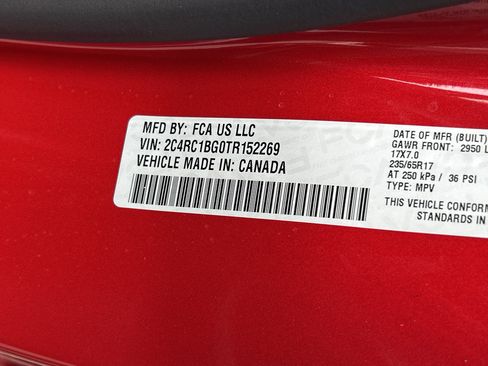 MFD BY: FCA US LLC
VIN: 2C4RC1BG0TR152269
VEHICLE MADE IN: CANADA
DATE OF MFR (BUILT)
GAWR FRONT: 2950 L
17X7.0
235/65R17
AT 250 kPa / 36 PSI
TYPE: MPV
THIS VEHICLE CONFORM
STANDARDS IN